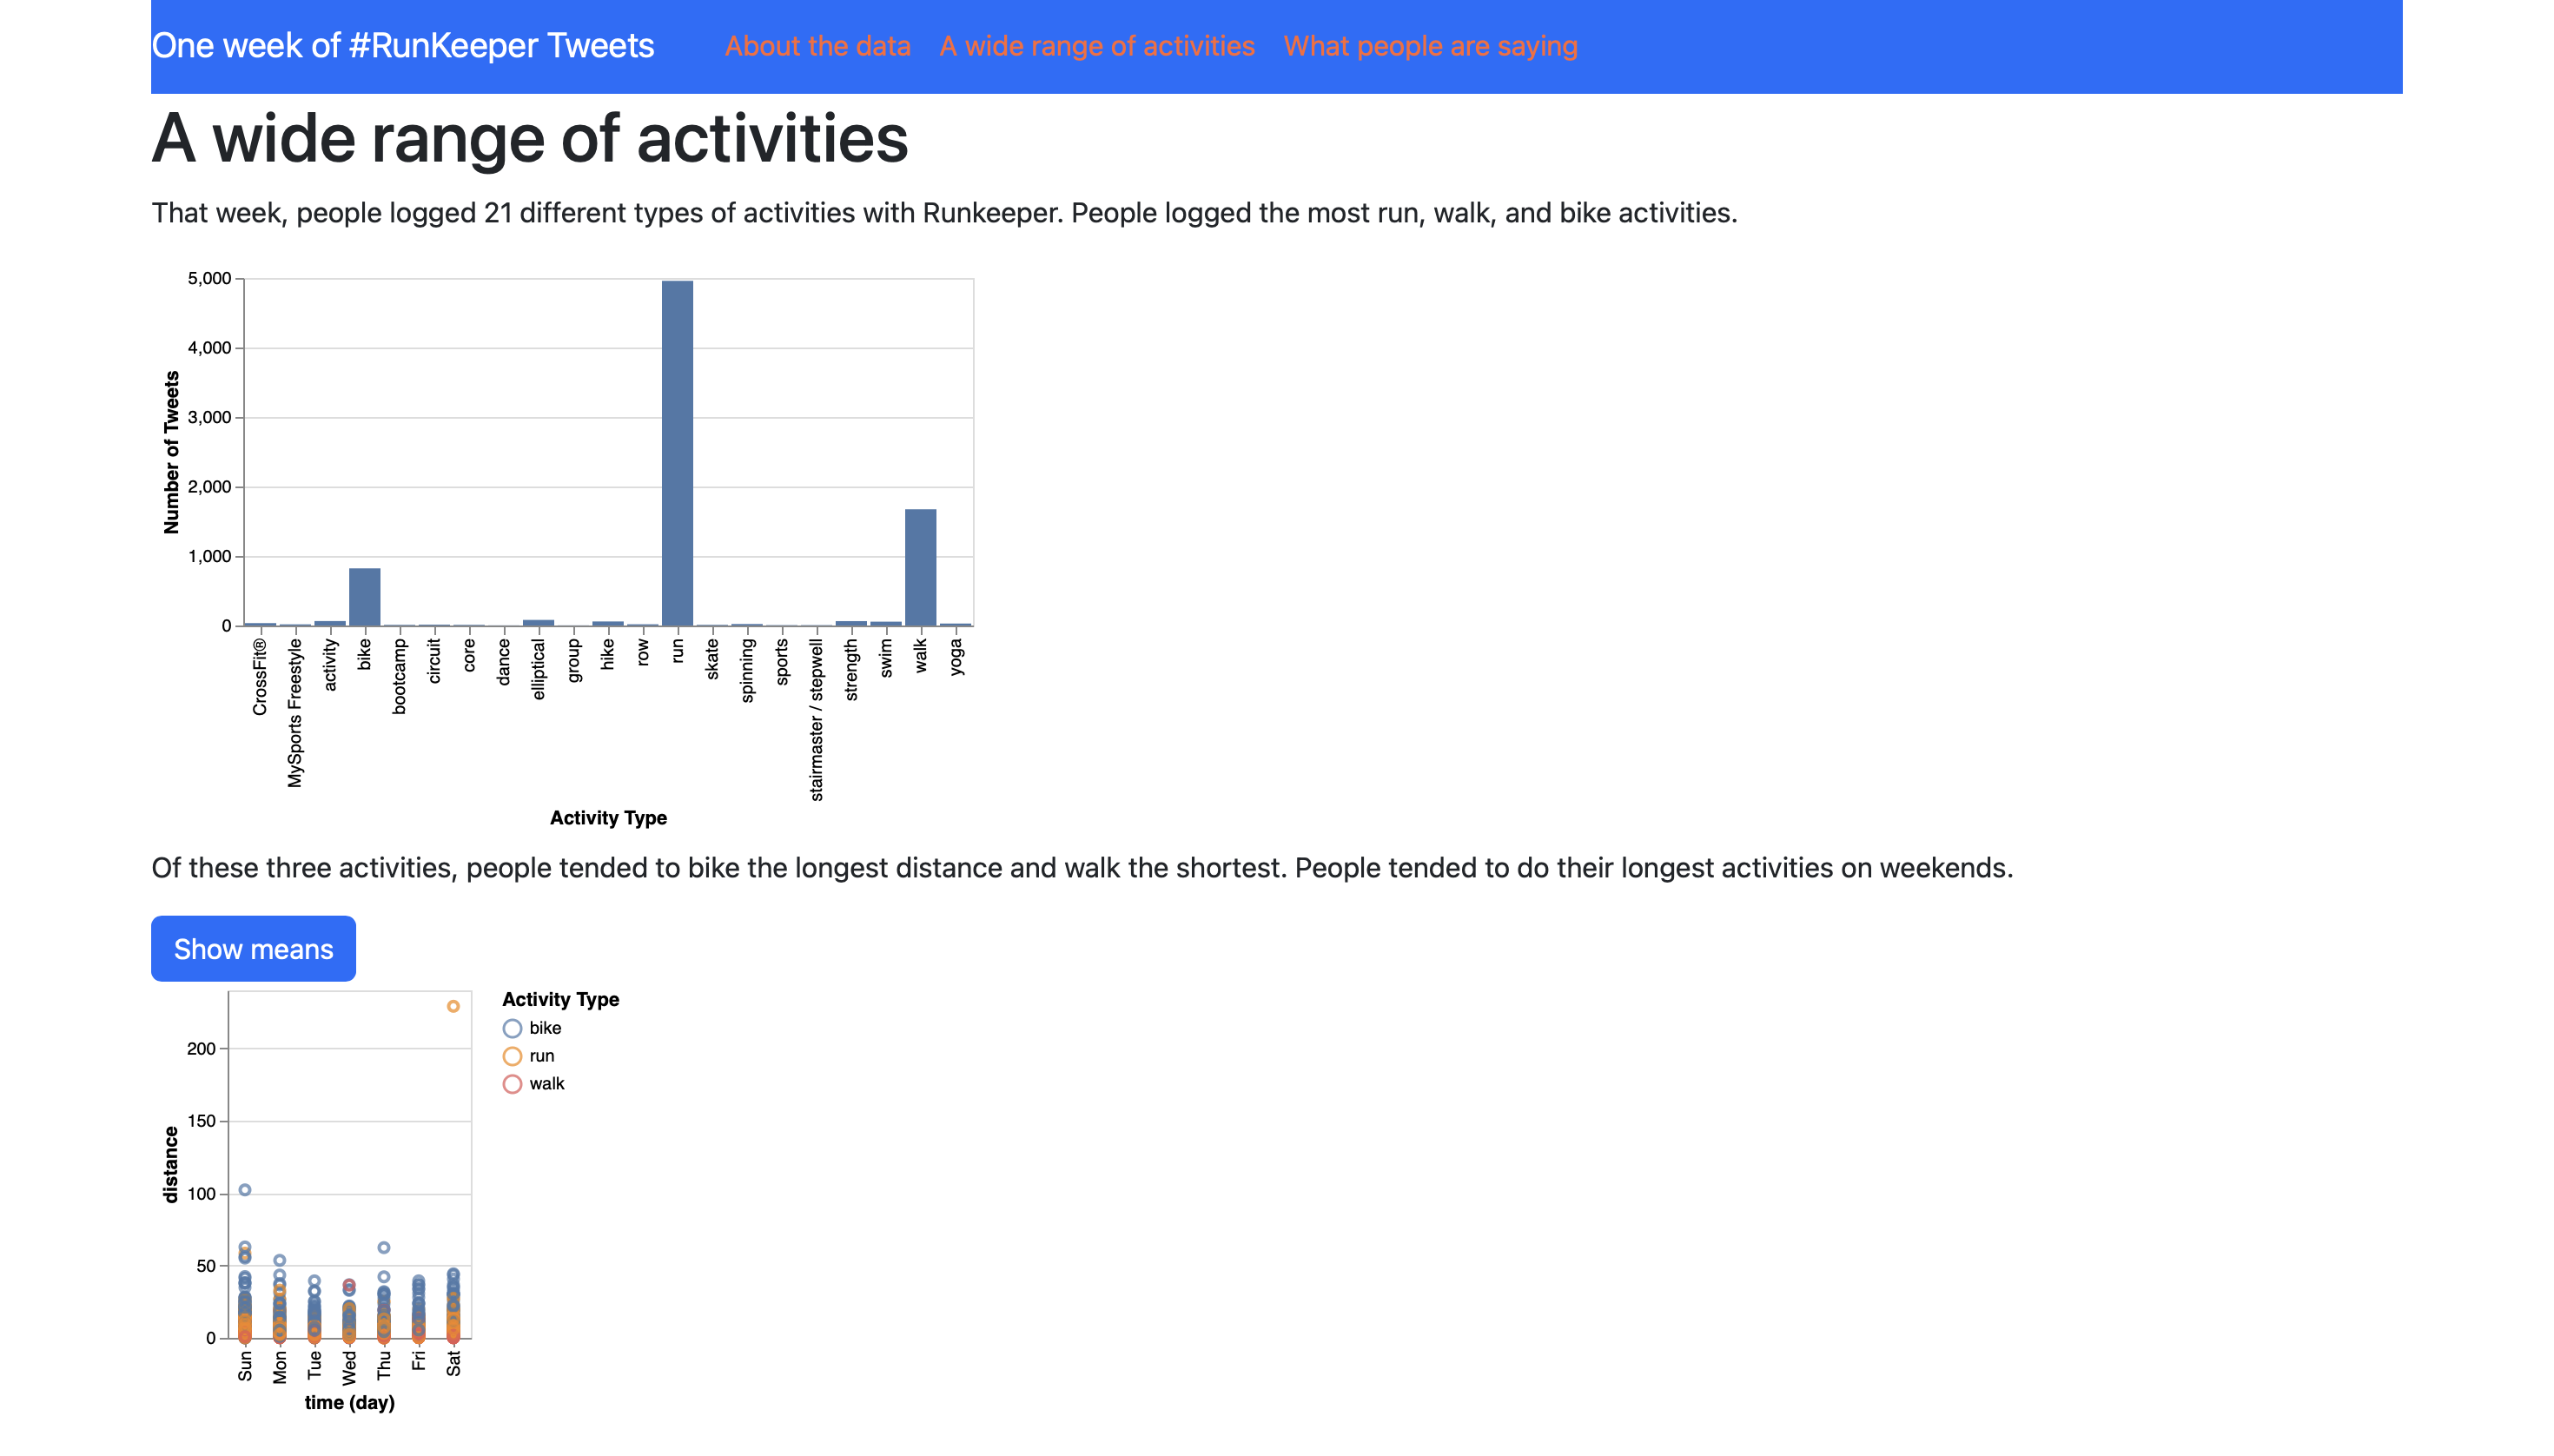 One week of #RunKeeper Tweets
About the data
A wide range of activities
What people are saying
A wide range of activities
That week, people logged 21 different types of activities with Runkeeper. People logged the most run, walk, and bike activities.
5,000
4,000
3,000
2,000
1,000
0
Number of Tweets
CrossFit®
MySports Freestyle
activity
bike
bootcamp
circuit
core
dance
elliptical
group
hike
row
run
skate
spinning
sports
stairmaster / stepwell
strength
swim
walk
yoga
Activity Type
Of these three activities, people tended to bike the longest distance and walk the shortest. People tended to do their longest activities on weekends.
Show means
200
150
100
50
0
distance
Sun
Mon
Tue
Wed
Thu
Fri
Sat
time (day)
Activity Type
bike
run
walk